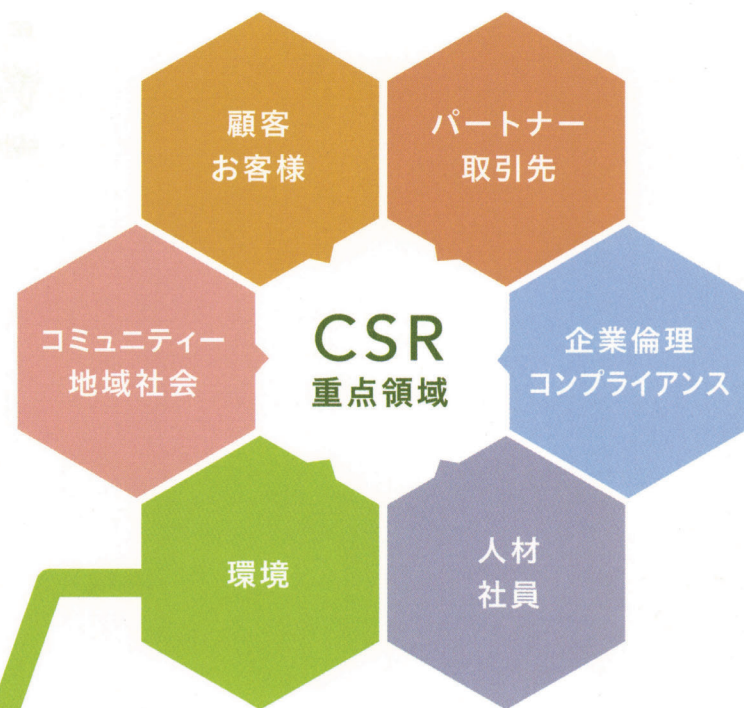 顧客
お客様
パートナー
取引先
コミュニティー
地域社会
CSR
重点領域
企業倫理
コンプライアンス
環境
人材
社員